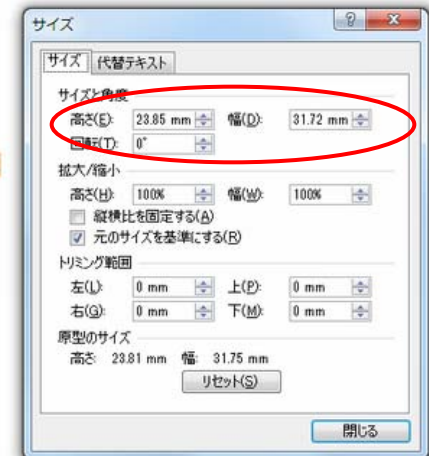 サイズ
サイズ 代替テキスト
サイズと角度
高さ(E): 23.85 mm 幅(D): 31.72 mm
回転(T): 0°
拡大/縮小
高さ(H): 100% 幅(W): 100%
縦横比を固定する(A)
元のサイズを基準にする(R)
トリミング範囲
左(L): 0 mm 上(P): 0 mm
右(G): 0 mm 下(M): 0 mm
原型のサイズ
高さ: 23.81 mm 幅: 31.75 mm
リセット(S)
閉じる